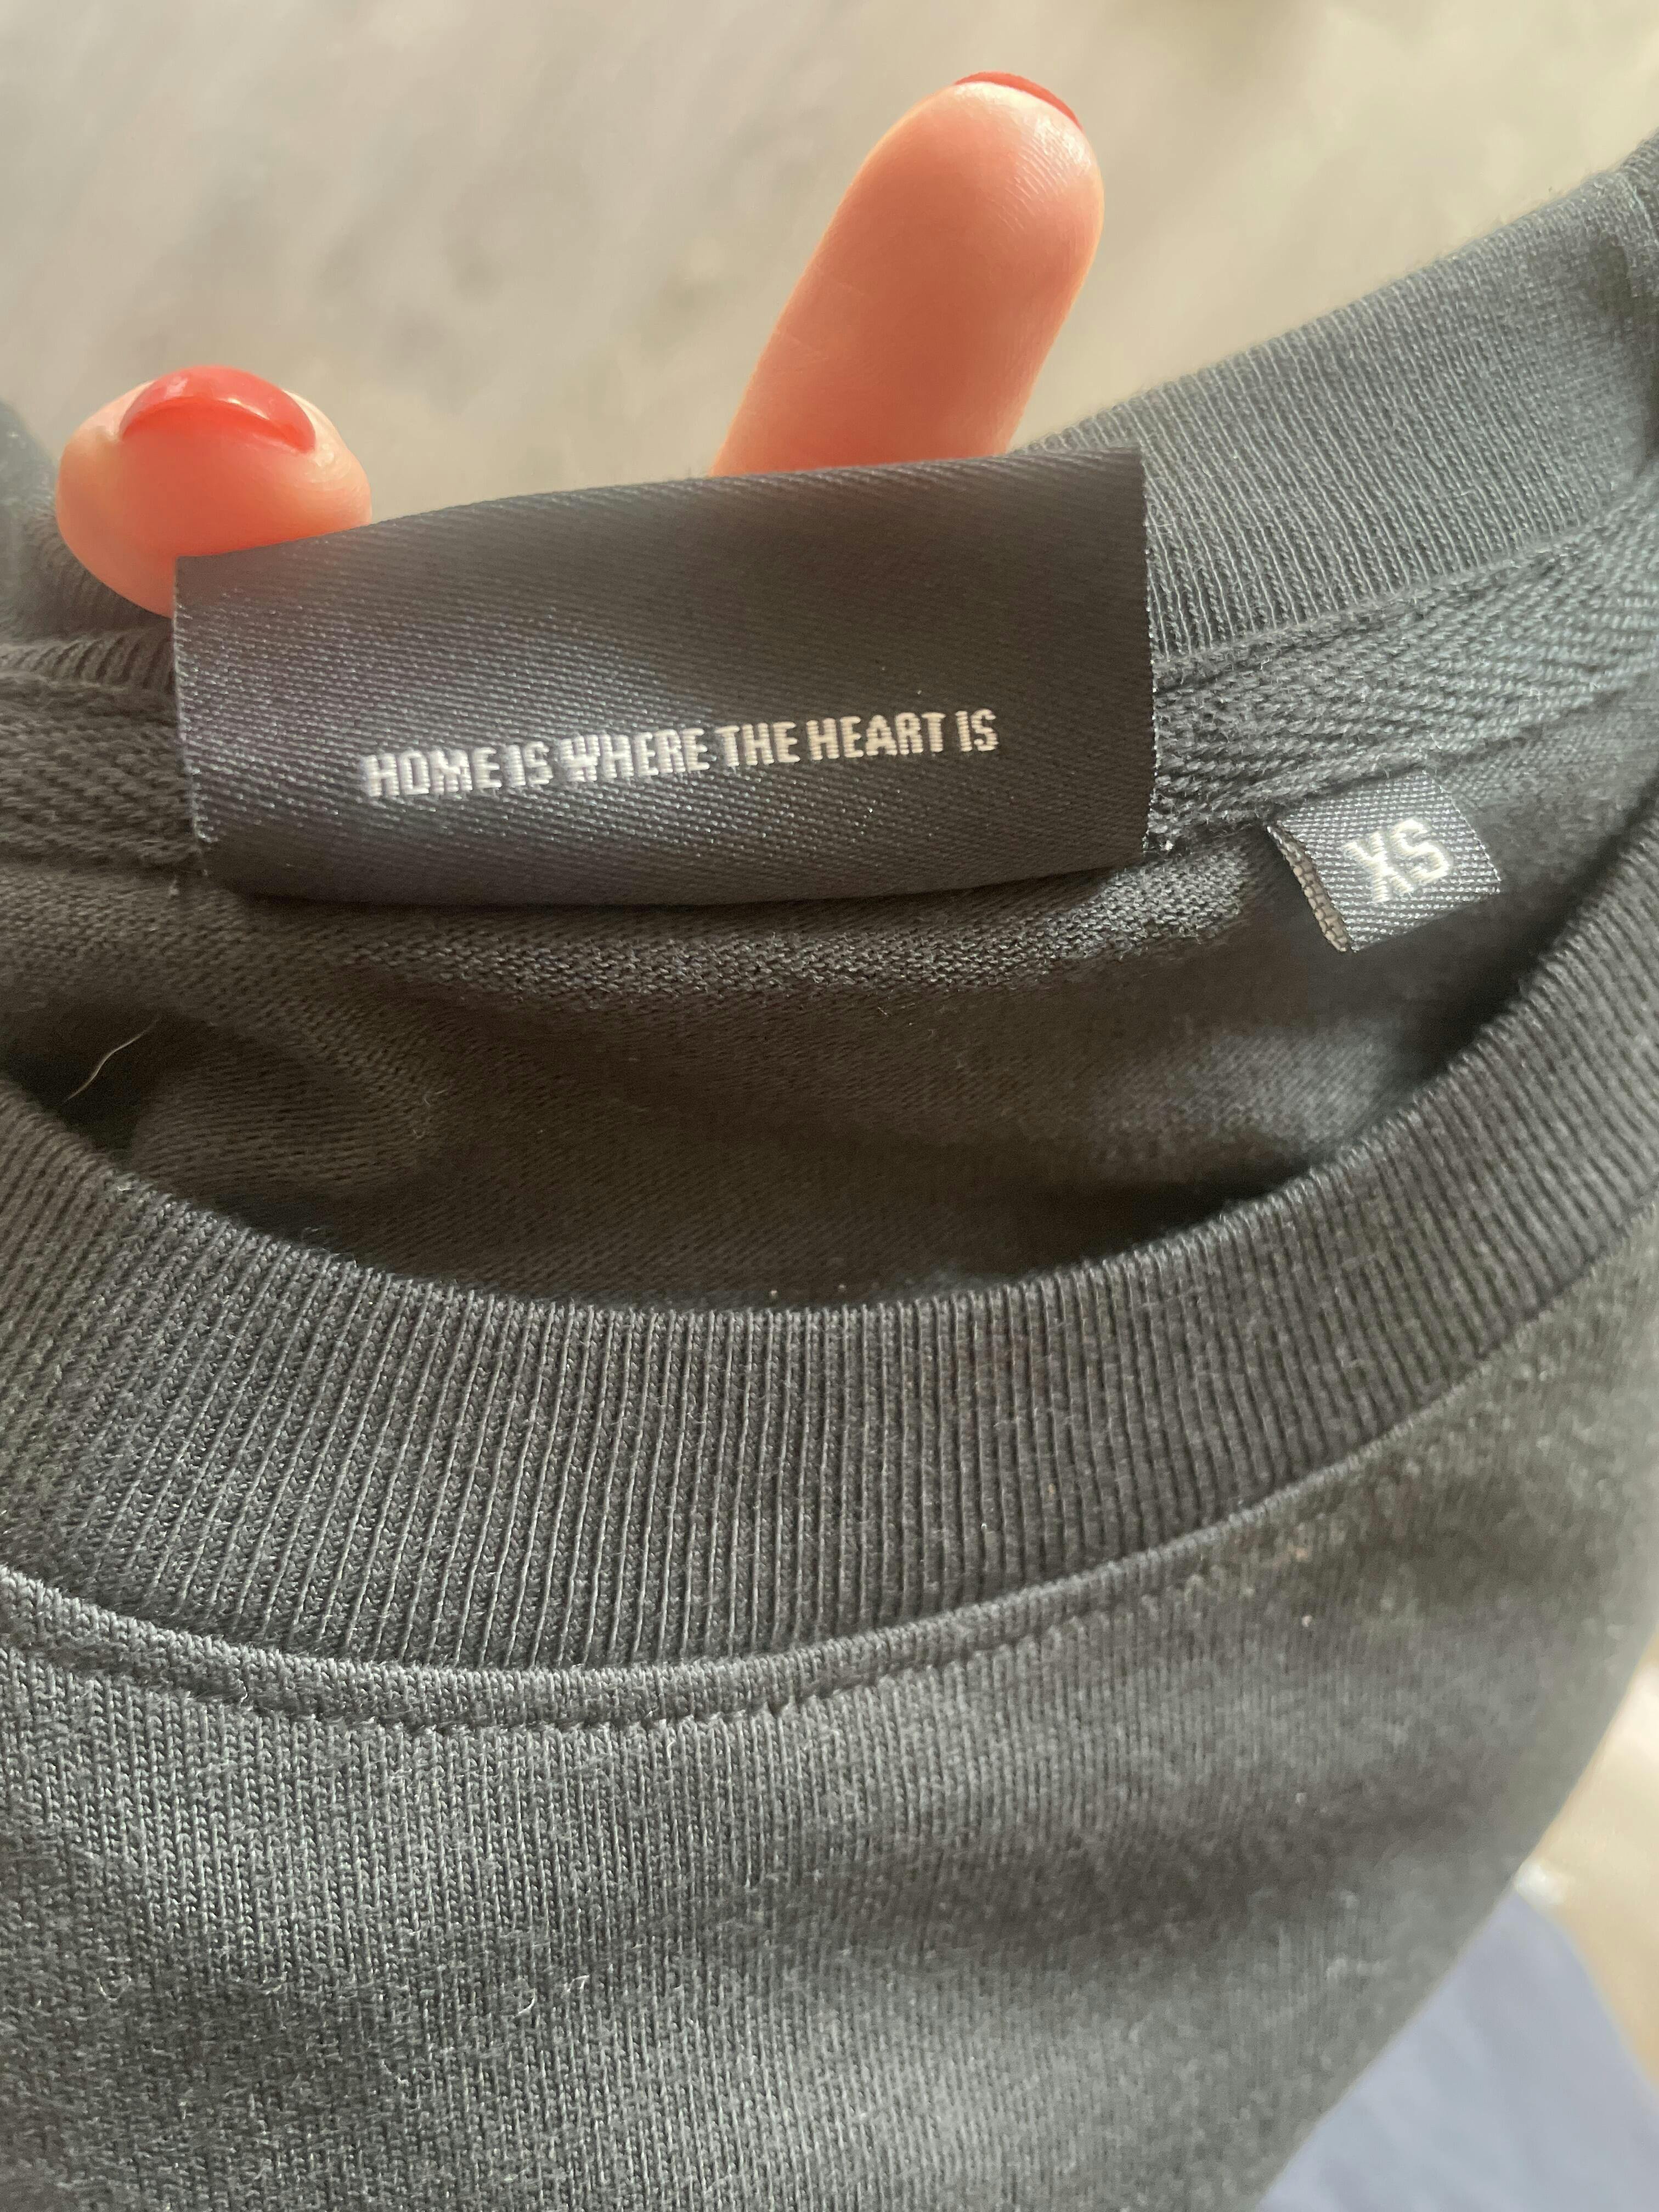 HOME IS WHERE THE HEART IS
XS